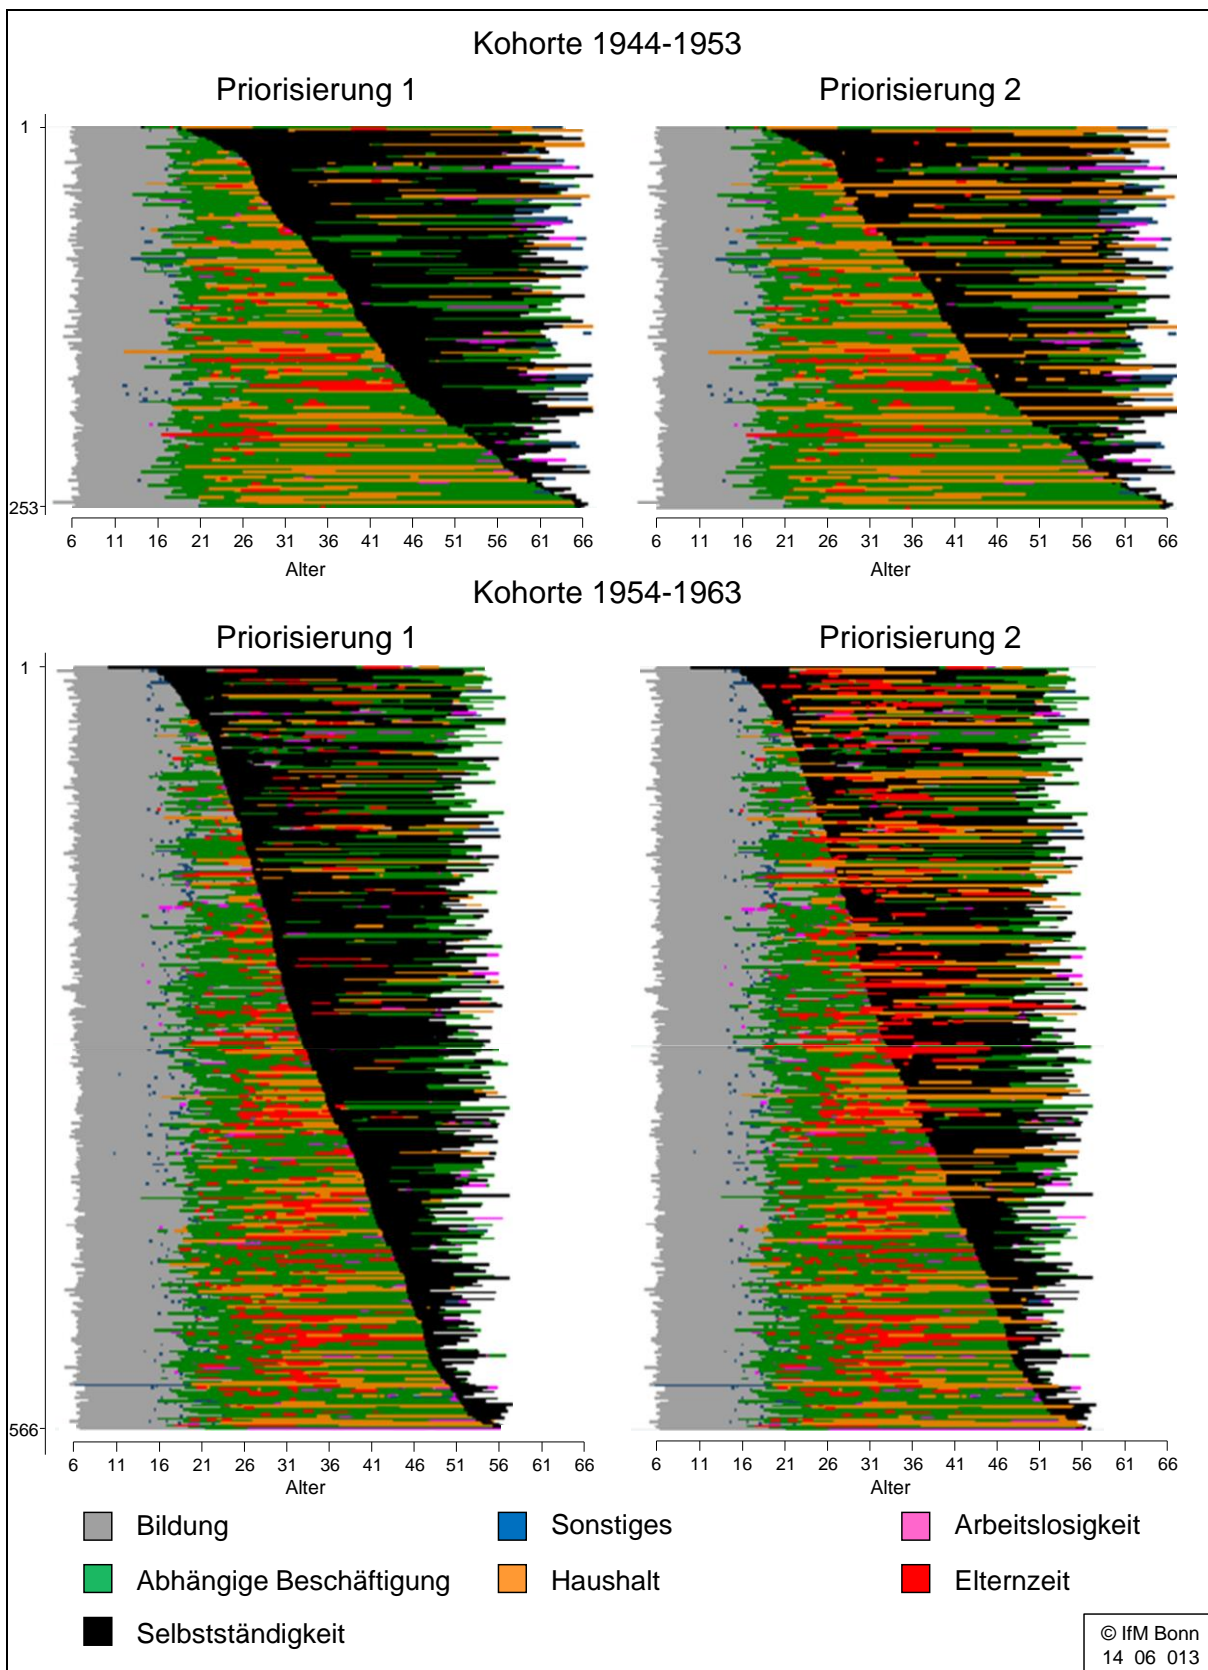 Kohorte 1944-1953
Priorisierung 1
Priorisierung 2
1
253
6 11 16 21 26 31 36 41 46 51 56 61 66
6 11 16 21 26 31 36 41 46 51 56 61 66
Alter
Alter
Kohorte 1954-1963
Priorisierung 1
Priorisierung 2
1
566
6 11 16 21 26 31 36 41 46 51 56 61 66
6 11 16 21 26 31 36 41 46 51 56 61 66
Alter
Alter
Bildung
Sonstiges
Arbeitslosigkeit
Abhängige Beschäftigung
Haushalt
Elternzeit
Selbstständigkeit
© IfM Bonn
14 06 013